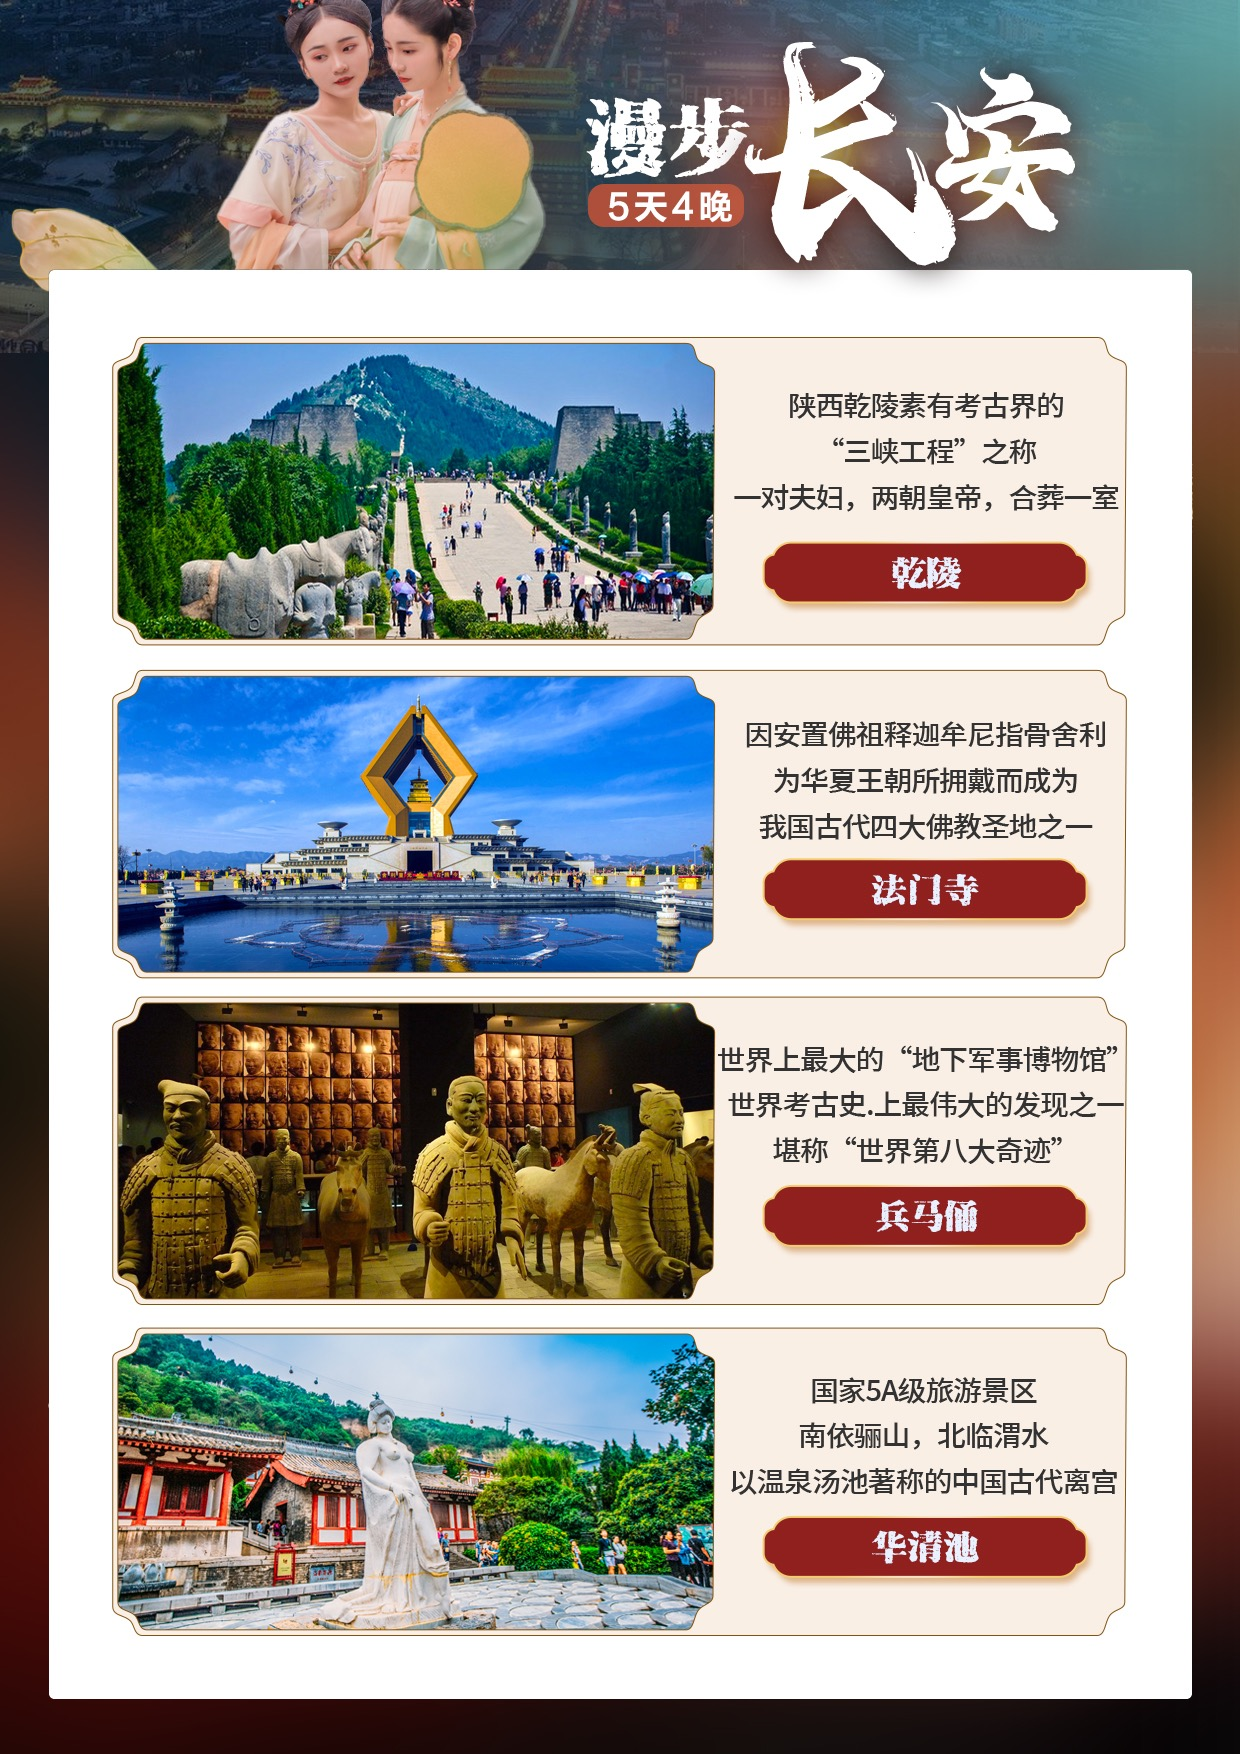 漫步长安
5天4晚
陕西乾陵素有考古界的
“三峡工程”之称
一对夫妇，两朝皇帝，合葬一室
乾陵
因安置佛祖释迦牟尼指骨舍利
为华夏王朝所拥戴而成为
我国古代四大佛教圣地之一
法门寺
世界上最大的“地下军事博物馆”
世界考古史.上最伟大的发现之一
堪称“世界第八大奇迹”
兵马俑
国家5A级旅游景区
南依骊山，北临渭水
以温泉汤池著称的中国古代离宫
华清池